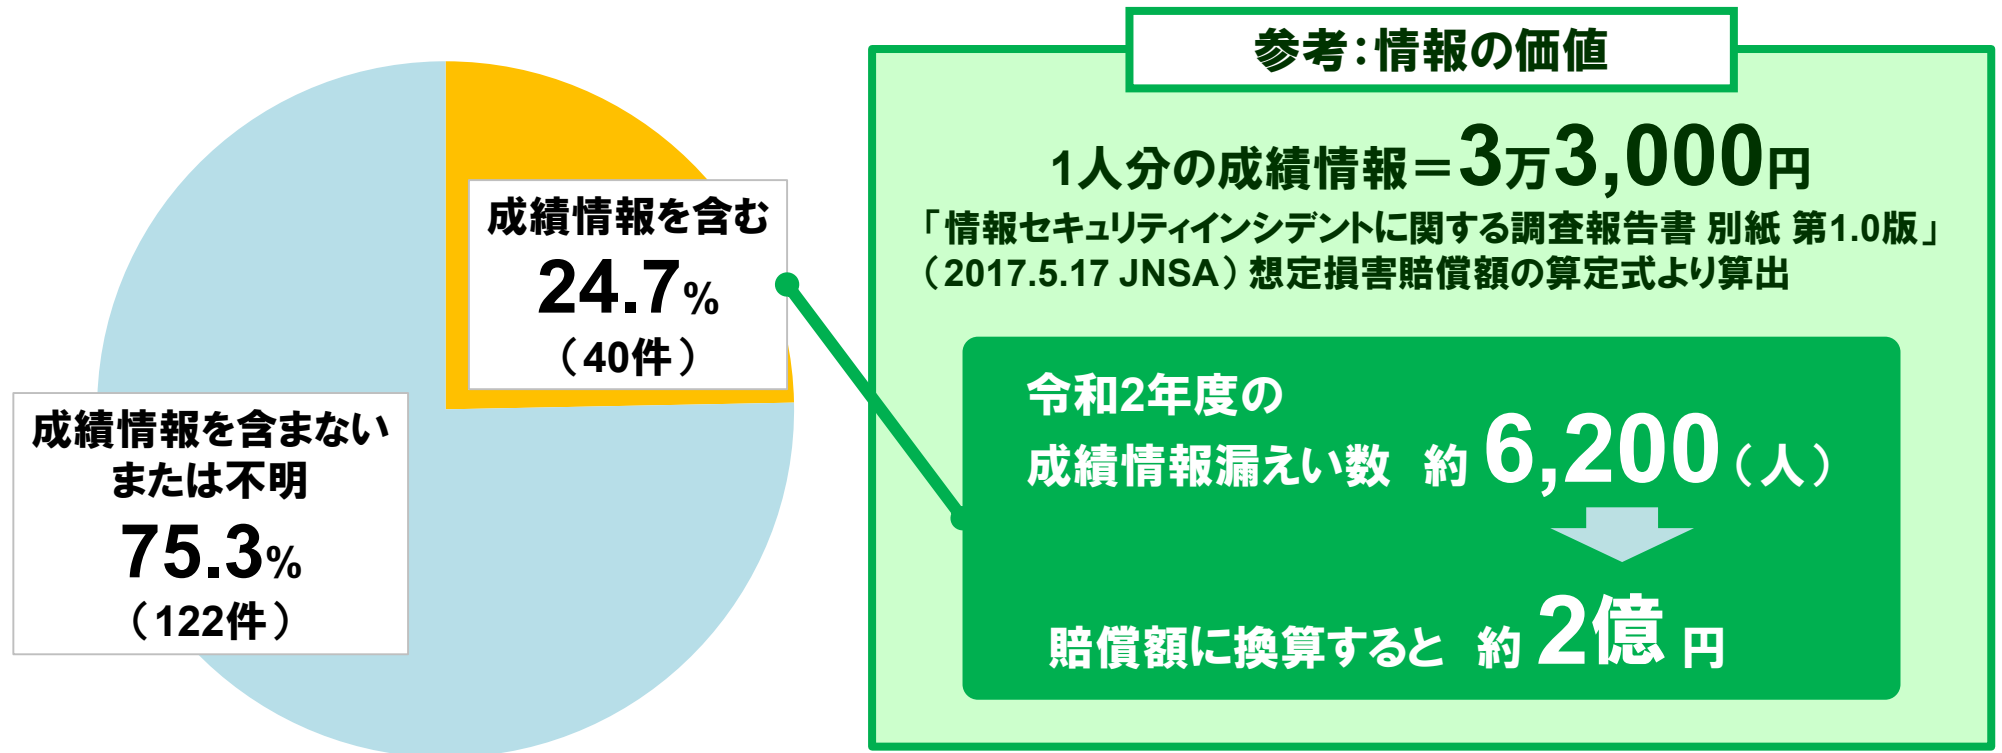 成績情報を含む
24.7%
（40件）
成績情報を含まない
または不明
75.3%
（122件）
参考：情報の価値
1人分の成績情報＝3万3,000円
「情報セキュリティインシデントに関する調査報告書 別紙 第1.0版」
（2017.5.17 JNSA）想定損害賠償額の算定式より算出
令和2年度の
成績情報漏えい数 約 6,200（人）
賠償額に換算すると 約 2億 円